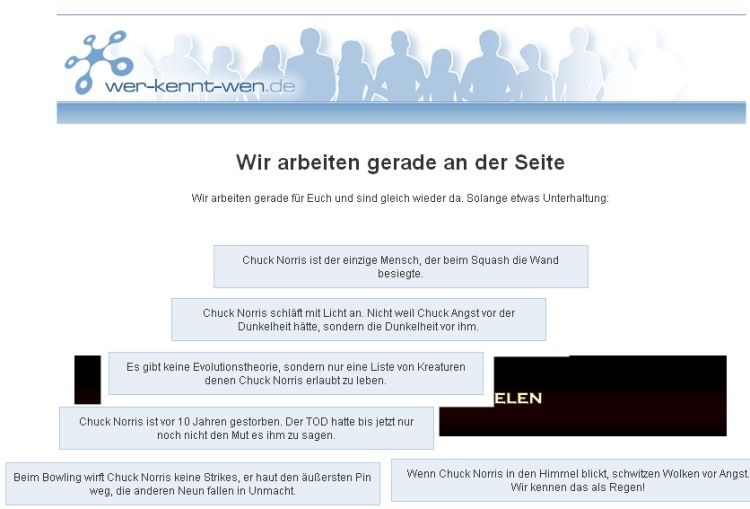 wer-kennt-wen.de
Wir arbeiten gerade an der Seite
Wir arbeiten gerade für Euch und sind gleich wieder da. Solange etwas Unterhaltung:
Chuck Norris ist der einzige Mensch, der beim Squash die Wand
besiegte.
Chuck Norris schläft mit Licht an. Nicht weil Chuck Angst vor der
Dunkelheit hätte, sondern die Dunkelheit vor ihm.
Es gibt keine Evolutionstheorie, sondern nur eine Liste von Kreaturen
denen Chuck Norris erlaubt zu leben.
ELEN
Chuck Norris ist vor 10 Jahren gestorben. Der TOD hatte bis jetzt nur
noch nicht den Mut es ihm zu sagen.
Beim Bowling wirft Chuck Norris keine Strikes, er haut den äußersten Pin
weg, die anderen Neun fallen in Unmacht.
Wenn Chuck Norris in den Himmel blickt, schwitzen Wolken vor Angst.
Wir kennen das als Regen!